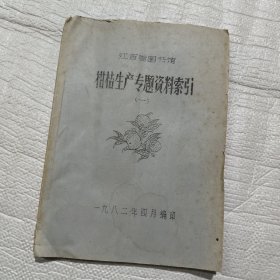 江西省图书馆
柑桔生产专题资料索引
(一)
一九八二年四月编印